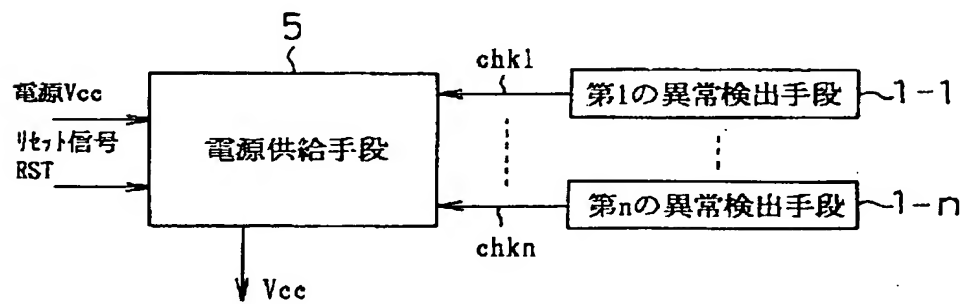 5
chk1
電源Vcc
第1の異常検出手段
1-1
リセット信号
RST
電源供給手段
第nの異常検出手段
1-n
chkn
Vcc